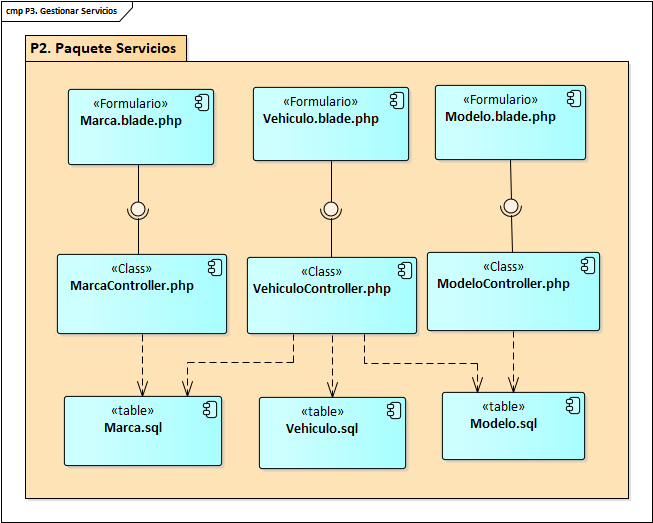 cmp P3. Gestionar Servicios
P2. Paquete Servicios
«Formulario»
Marca.blade.php
«Formulario»
Vehiculo.blade.php
«Formulario»
Modelo.blade.php
«Class»
MarcaController.php
«Class»
VehiculoController.php
«Class»
ModeloController.php
«table»
Marca.sql
«table»
Vehiculo.sql
«table»
Modelo.sql